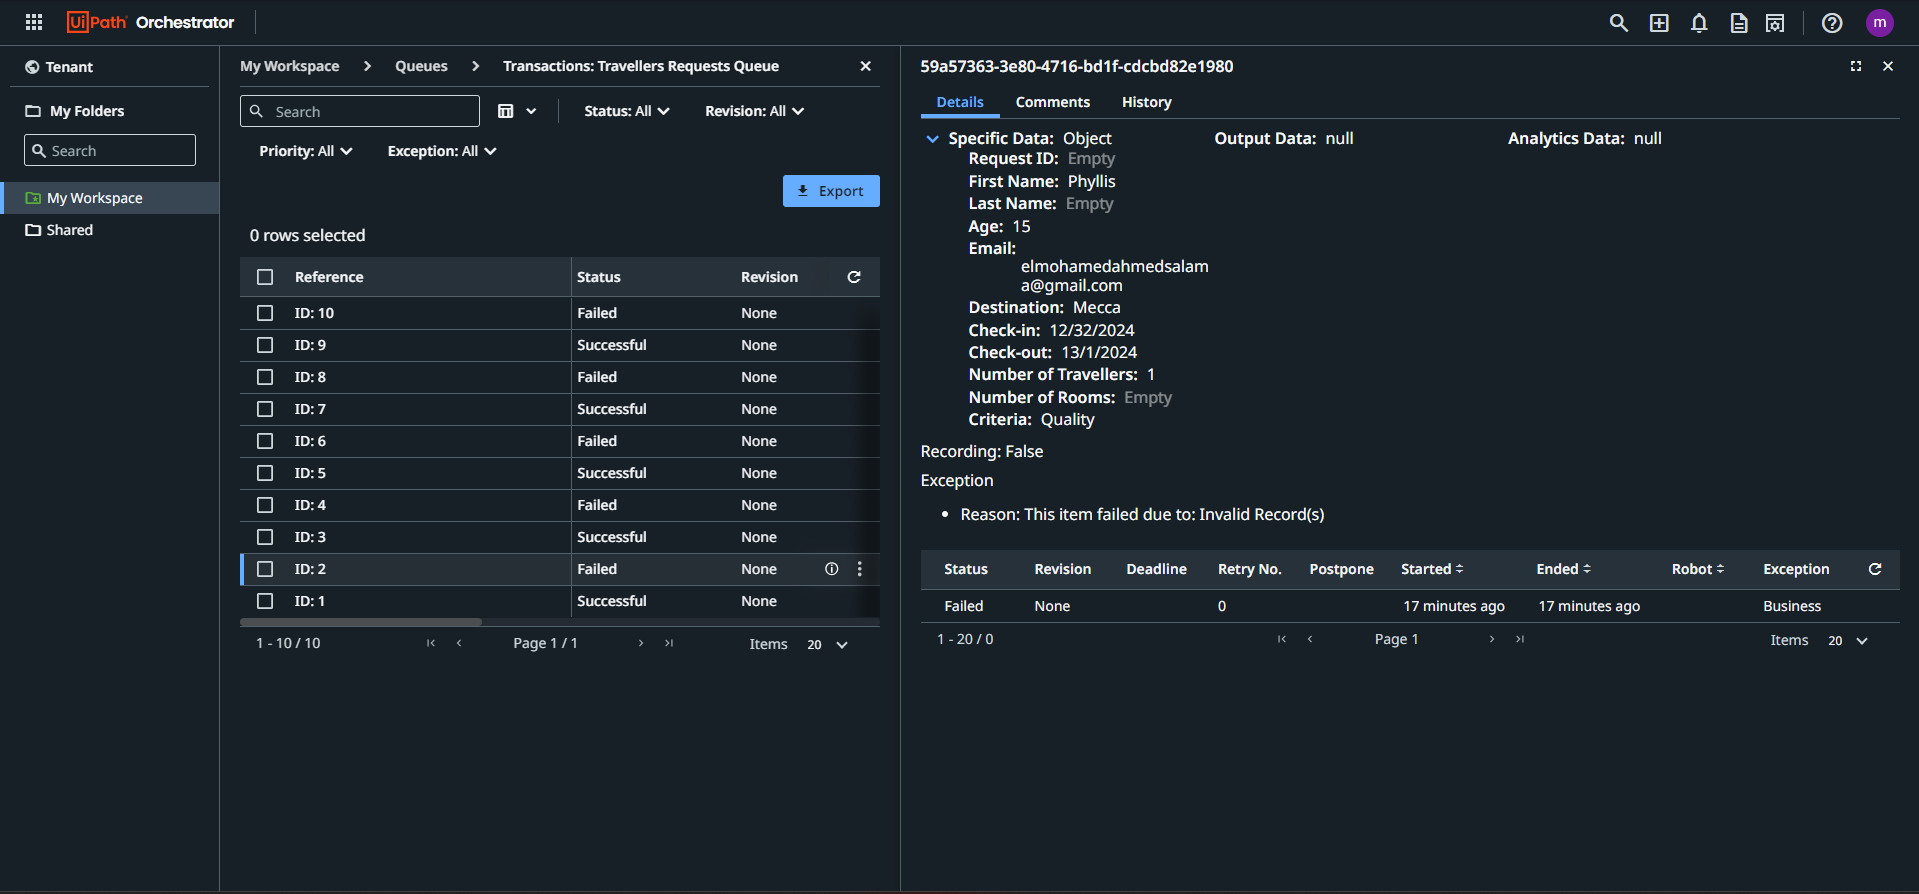 UiPath Orchestrator
m
Tenant
My Folders
Search
My Workspace
Shared
My Workspace > Queues > Transactions: Travellers Requests Queue
Search
Status: All
Revision: All
Priority: All
Exception: All
Export
0 rows selected
Reference Status Revision
ID: 10 Failed None
ID: 9 Successful None
ID: 8 Failed None
ID: 7 Successful None
ID: 6 Failed None
ID: 5 Successful None
ID: 4 Failed None
ID: 3 Successful None
ID: 2 Failed None
ID: 1 Successful None
1 - 10 / 10 Page 1 / 1 Items 20
59a57363-3e80-4716-bd1f-cdcbd82e1980
Details Comments History
Specific Data: Object Output Data: null Analytics Data: null
Request ID: Empty
First Name: Phyllis
Last Name: Empty
Age: 15
Email:
elmohamedahmedsalam
a@gmail.com
Destination: Mecca
Check-in: 12/32/2024
Check-out: 13/1/2024
Number of Travellers: 1
Number of Rooms: Empty
Criteria: Quality
Recording: False
Exception
• Reason: This item failed due to: Invalid Record(s)
Status Revision Deadline Retry No. Postpone Started Ended Robot Exception
Failed None 0 17 minutes ago 17 minutes ago Business
1 - 20 / 0 Page 1 Items 20